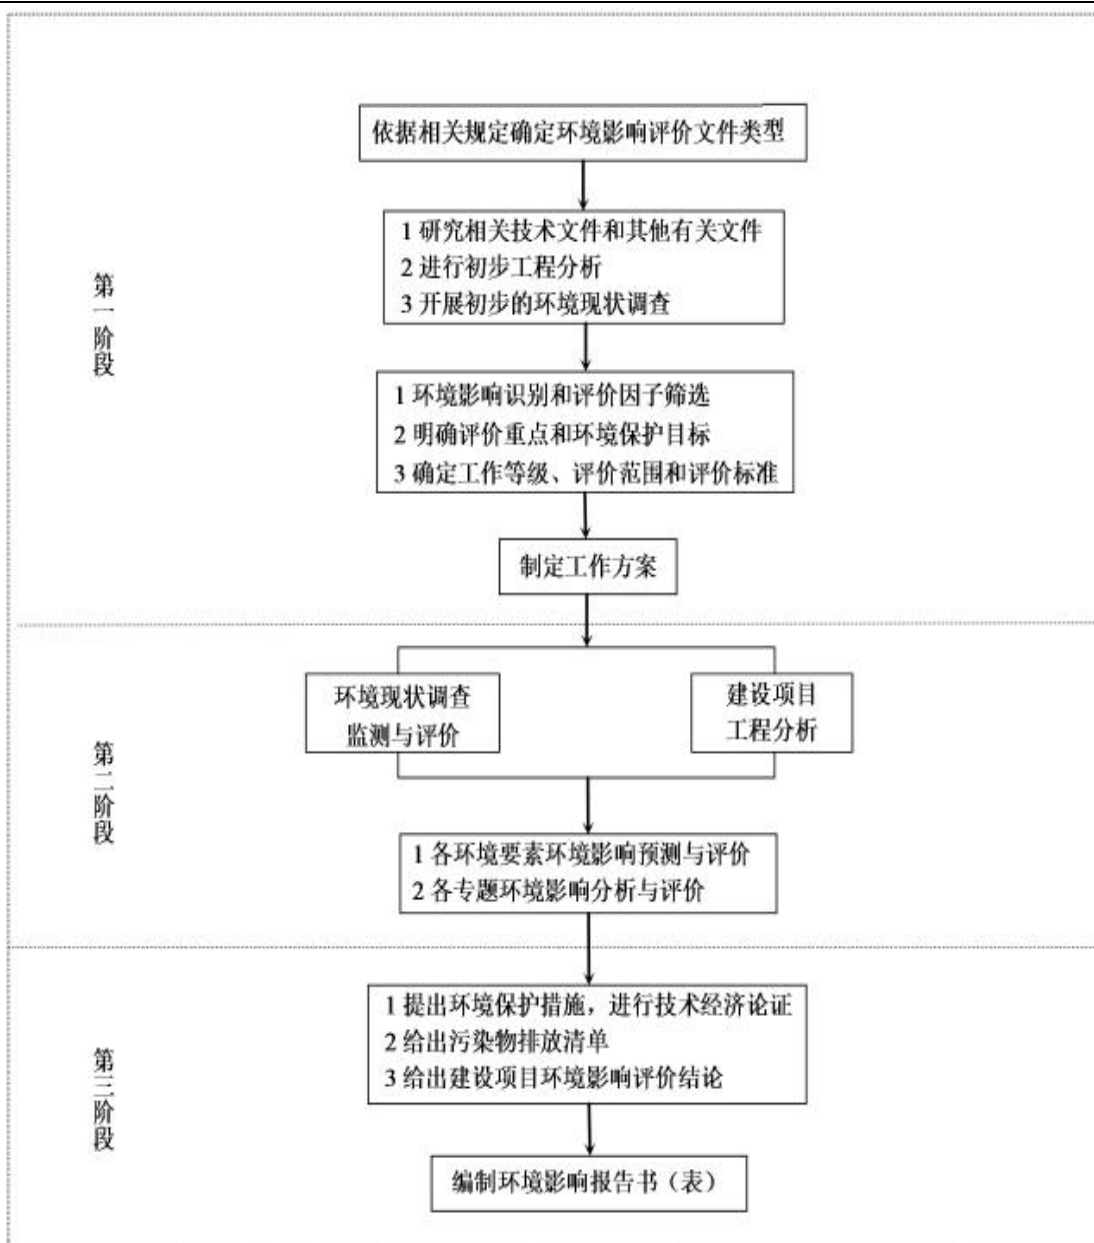 依据相关规定确定环境影响评价文件类型
1 研究相关技术文件和其他有关文件
2 进行初步工程分析
3 开展初步的环境现状调查
第一阶段
1 环境影响识别和评价因子筛选
2 明确评价重点和环境保护目标
3 确定工作等级、评价范围和评价标准
制定工作方案
环境现状调查
监测与评价
建设项目
工程分析
第二阶段
1 各环境要素环境影响预测与评价
2 各专题环境影响分析与评价
1 提出环境保护措施，进行技术经济论证
2 给出污染物排放清单
3 给出建设项目环境影响评价结论
第三阶段
编制环境影响报告书（表）